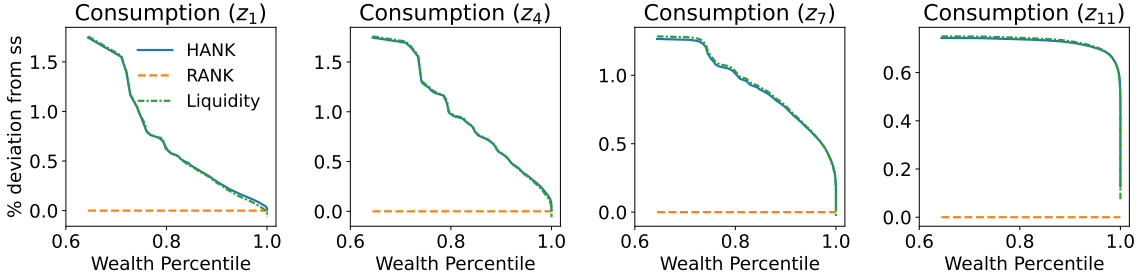 Consumption (z₁)
% deviation from ss
1.5
1.0
0.5
0.0
HANK
RANK
Liquidity
0.6
0.8
1.0
Wealth Percentile
Consumption (z₄)
1.5
1.0
0.5
0.0
0.6
0.8
1.0
Wealth Percentile
Consumption (z₇)
1.0
0.5
0.0
0.6
0.8
1.0
Wealth Percentile
Consumption (z₁₁)
0.6
0.4
0.2
0.0
0.6
0.8
1.0
Wealth Percentile